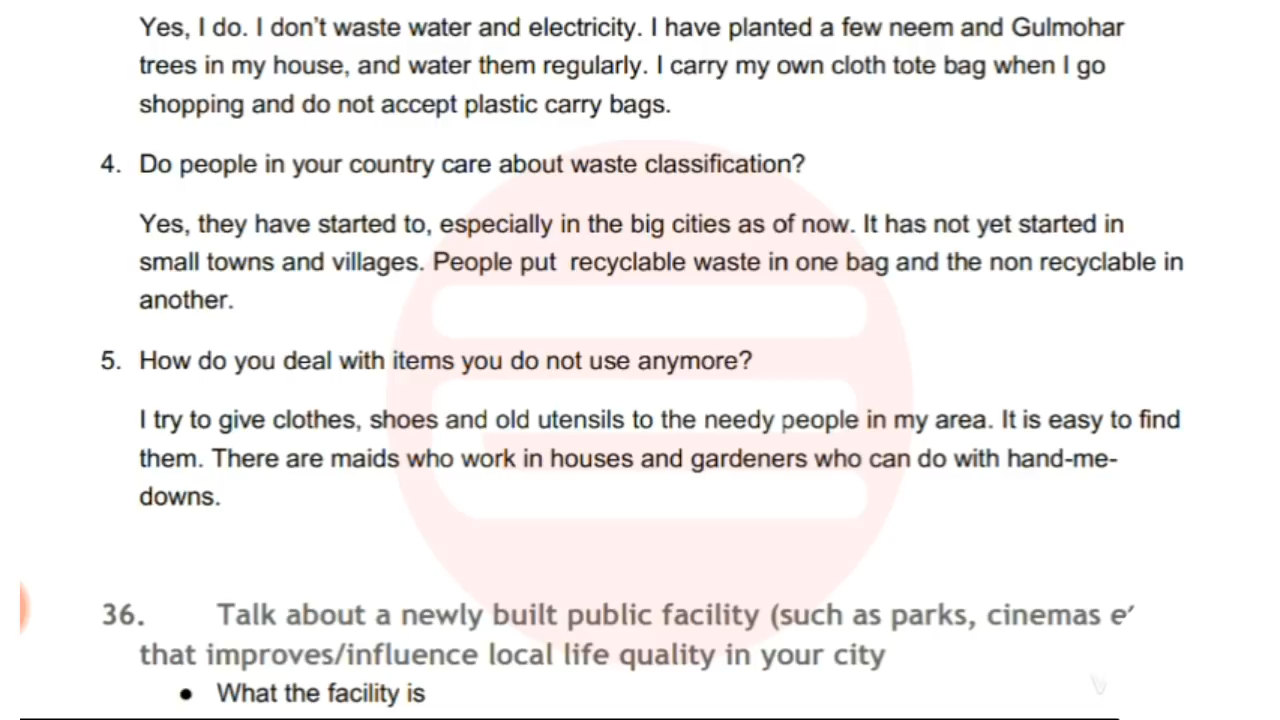 Yes, I do. I don't waste water and electricity. I have planted a few neem and Gulmohar
trees in my house, and water them regularly. I carry my own cloth tote bag when I go
shopping and do not accept plastic carry bags.
4. Do people in your country care about waste classification?
Yes, they have started to, especially in the big cities as of now. It has not yet started in
small towns and villages. People put  recyclable waste in one bag and the non recyclable in
another.
5. How do you deal with items you do not use anymore?
I try to give clothes, shoes and old utensils to the needy people in my area. It is easy to find
them. There are maids who work in houses and gardeners who can do with hand-me-
downs.
36. Talk about a newly built public facility (such as parks, cinemas
that improves/influence local life quality in your city
• What the facility is